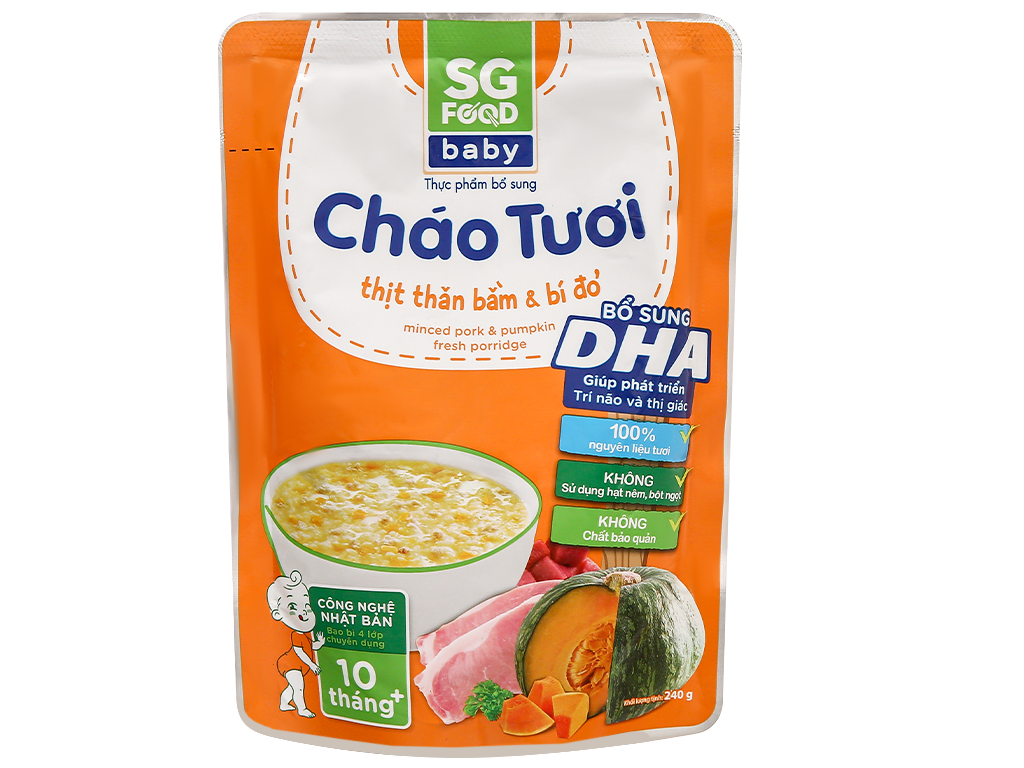 SG
FOOD
baby
Thực phẩm bổ sung
Cháo Tươi
thịt thăn bằm & bí đỏ
minced pork & pumpkin
fresh porridge
BỔ SUNG
DHA
Giúp phát triển
Trí não và thị giác
100%
nguyên liệu tươi
KHÔNG
Sử dụng hạt nêm, bột ngọt
KHÔNG
Chất bảo quản
CÔNG NGHỆ
NHẬT BẢN
Bao bì 4 lớp
chuyên dụng
10
tháng+
Khối lượng tịnh: 240 g